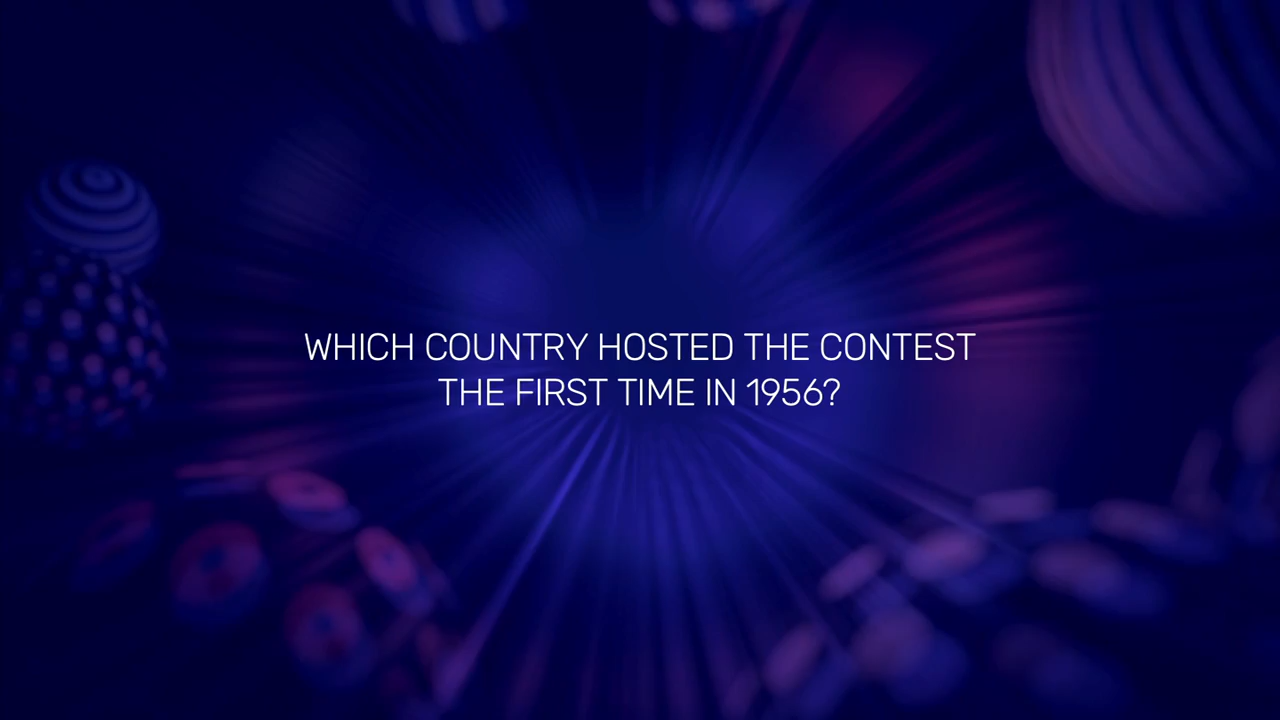 WHICH COUNTRY HOSTED THE CONTEST
THE FIRST TIME IN 1956?